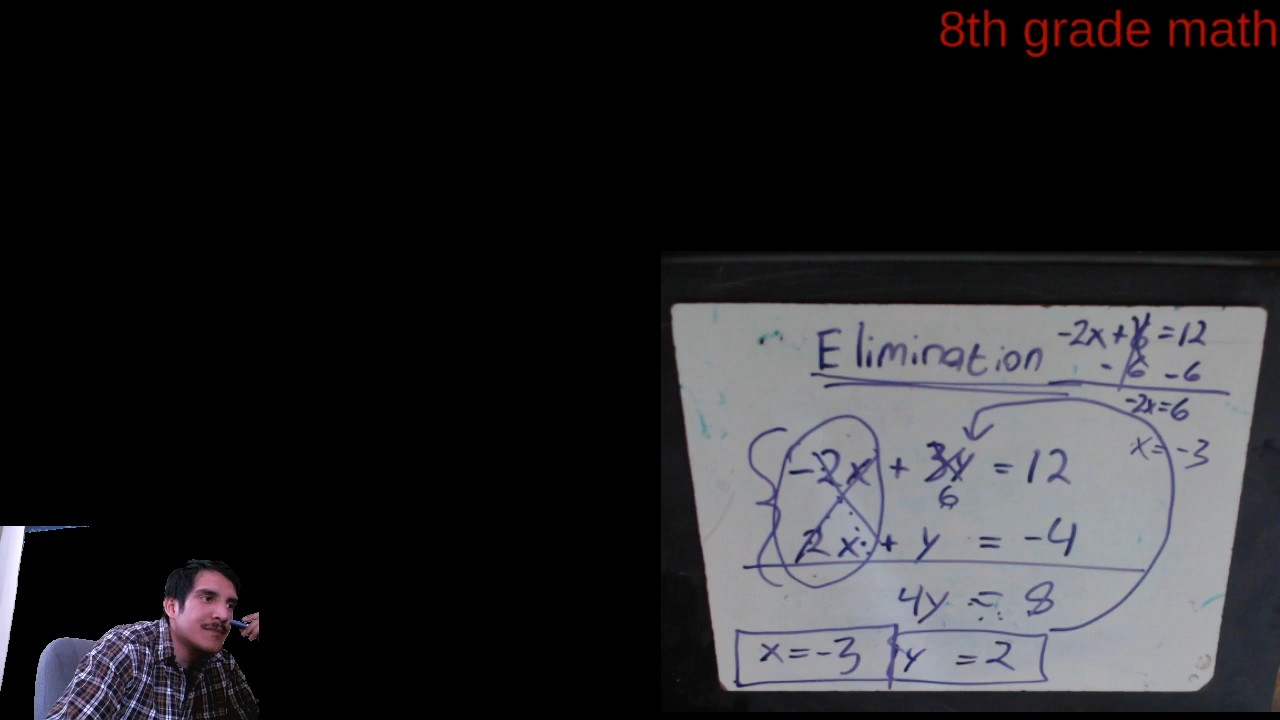 8th grade math
Elimination
-2x + 6 = 12
- 6 - 6
-2x = 6
x = -3
-2x + 3y = 12
6
2x + y = -4
4y = 8
x = -3
y = 2